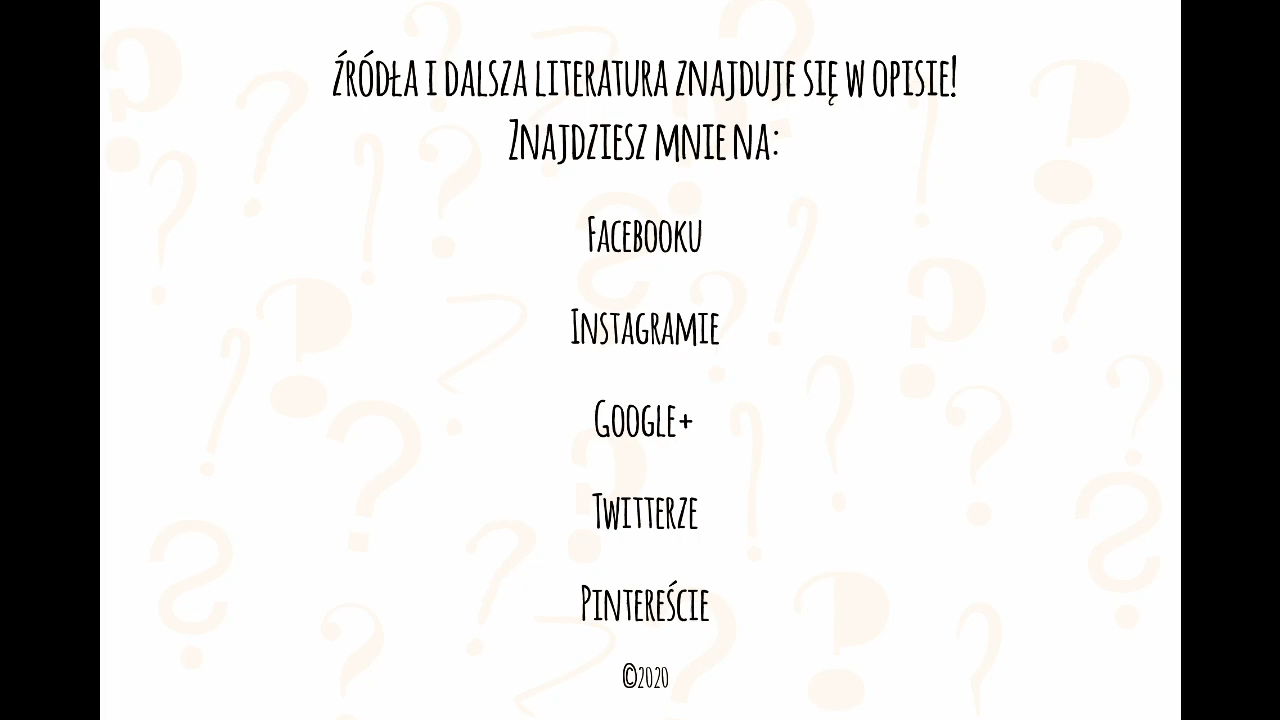 Źródła i dalsza literatura znajduje się w opisie!
Znajdziesz mnie na:
Facebooku
Instagramie
Google+
Twitterze
Pintereście
©2020